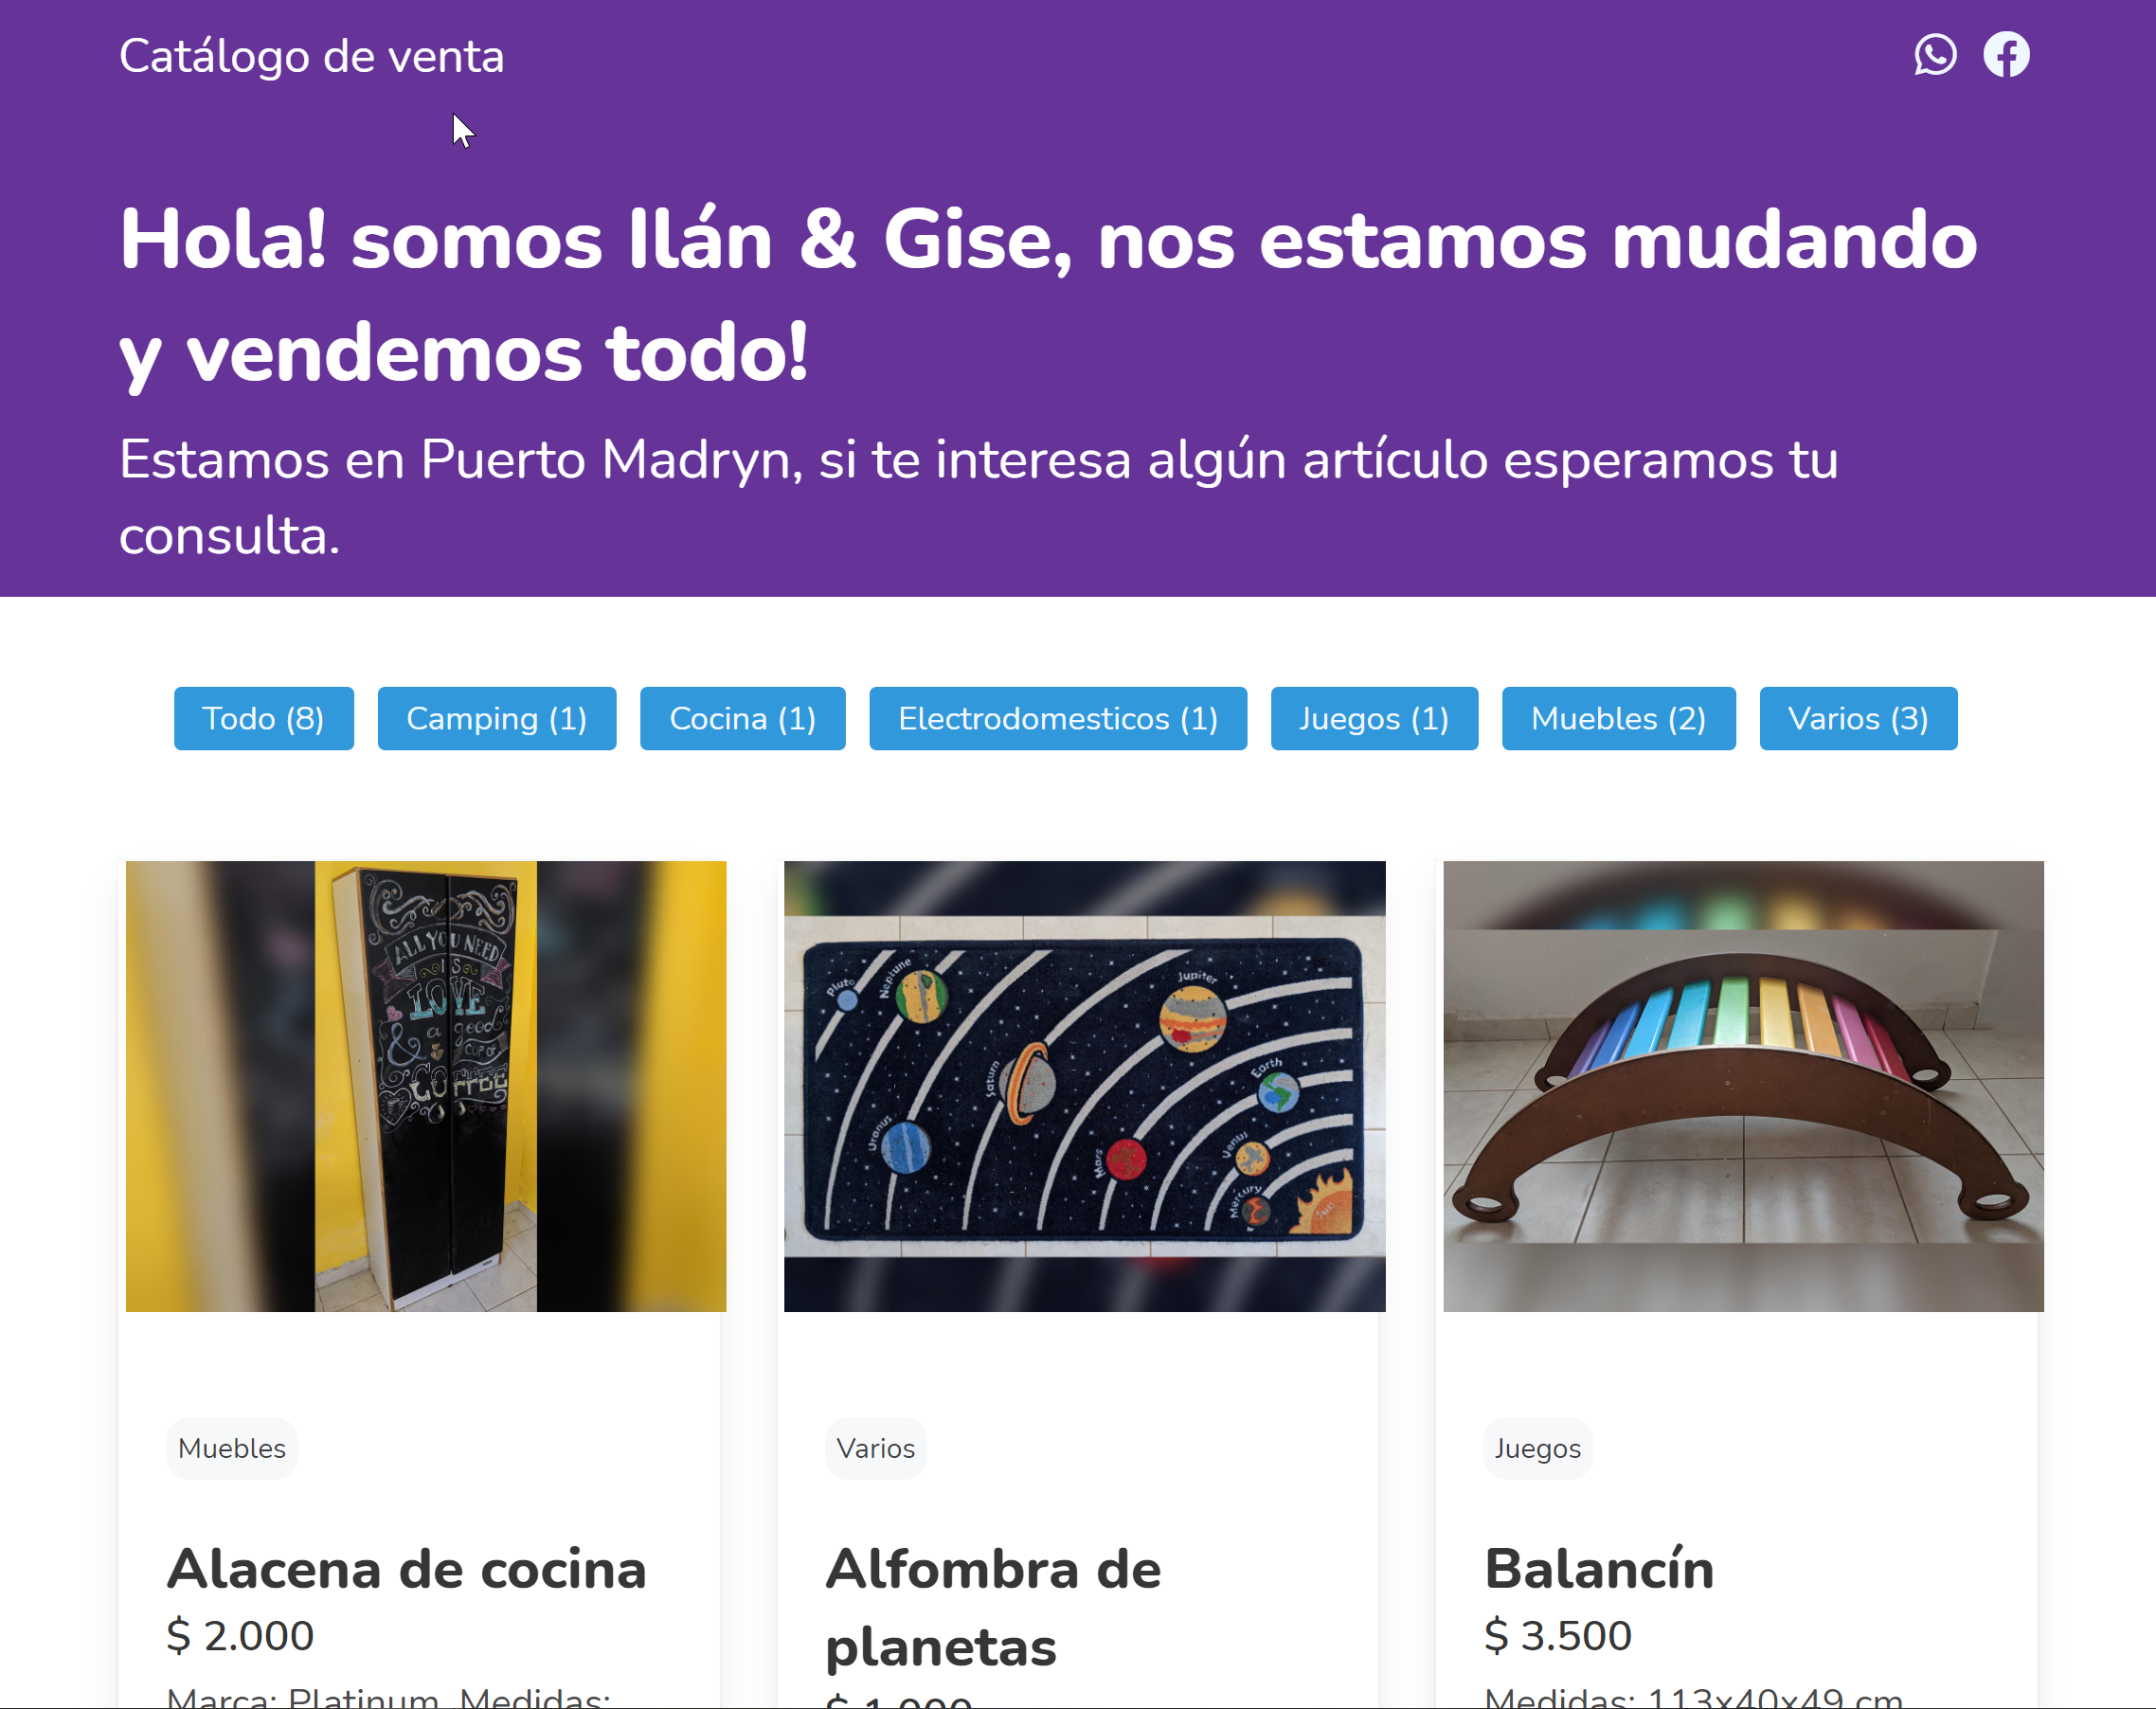 Catálogo de venta
Hola! somos Ilán & Gise, nos estamos mudando
y vendemos todo!
Estamos en Puerto Madryn, si te interesa algún artículo esperamos tu
consulta.
Todo (8) Camping (1) Cocina (1) Electrodomesticos (1) Juegos (1) Muebles (2) Varios (3)
ALL YOU NEED
IS
LOVE
& a good
CUP OF
COFFEE
Pluto
Neptune
Jupiter
Saturn
Earth
Uranus
Mars
Venus
Mercury
Sun
Muebles
Alacena de cocina
$ 2.000
Marca: Platinum. Medidas:
Varios
Alfombra de
planetas
Juegos
Balancín
$ 3.500
Medidas: 113x40x49 cm